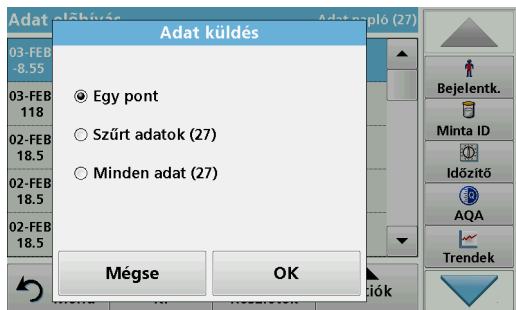 Adat elõhívás Adat napló (27)
Adat küldés
03-FEB
-8.55
Egy pont
03-FEB
118
Szűrt adatok (27)
02-FEB
18.5
Minden adat (27)
02-FEB
18.5
02-FEB
18.5
Mégse
OK
Bejelentk.
Minta ID
Időzítő
AQA
Trendek